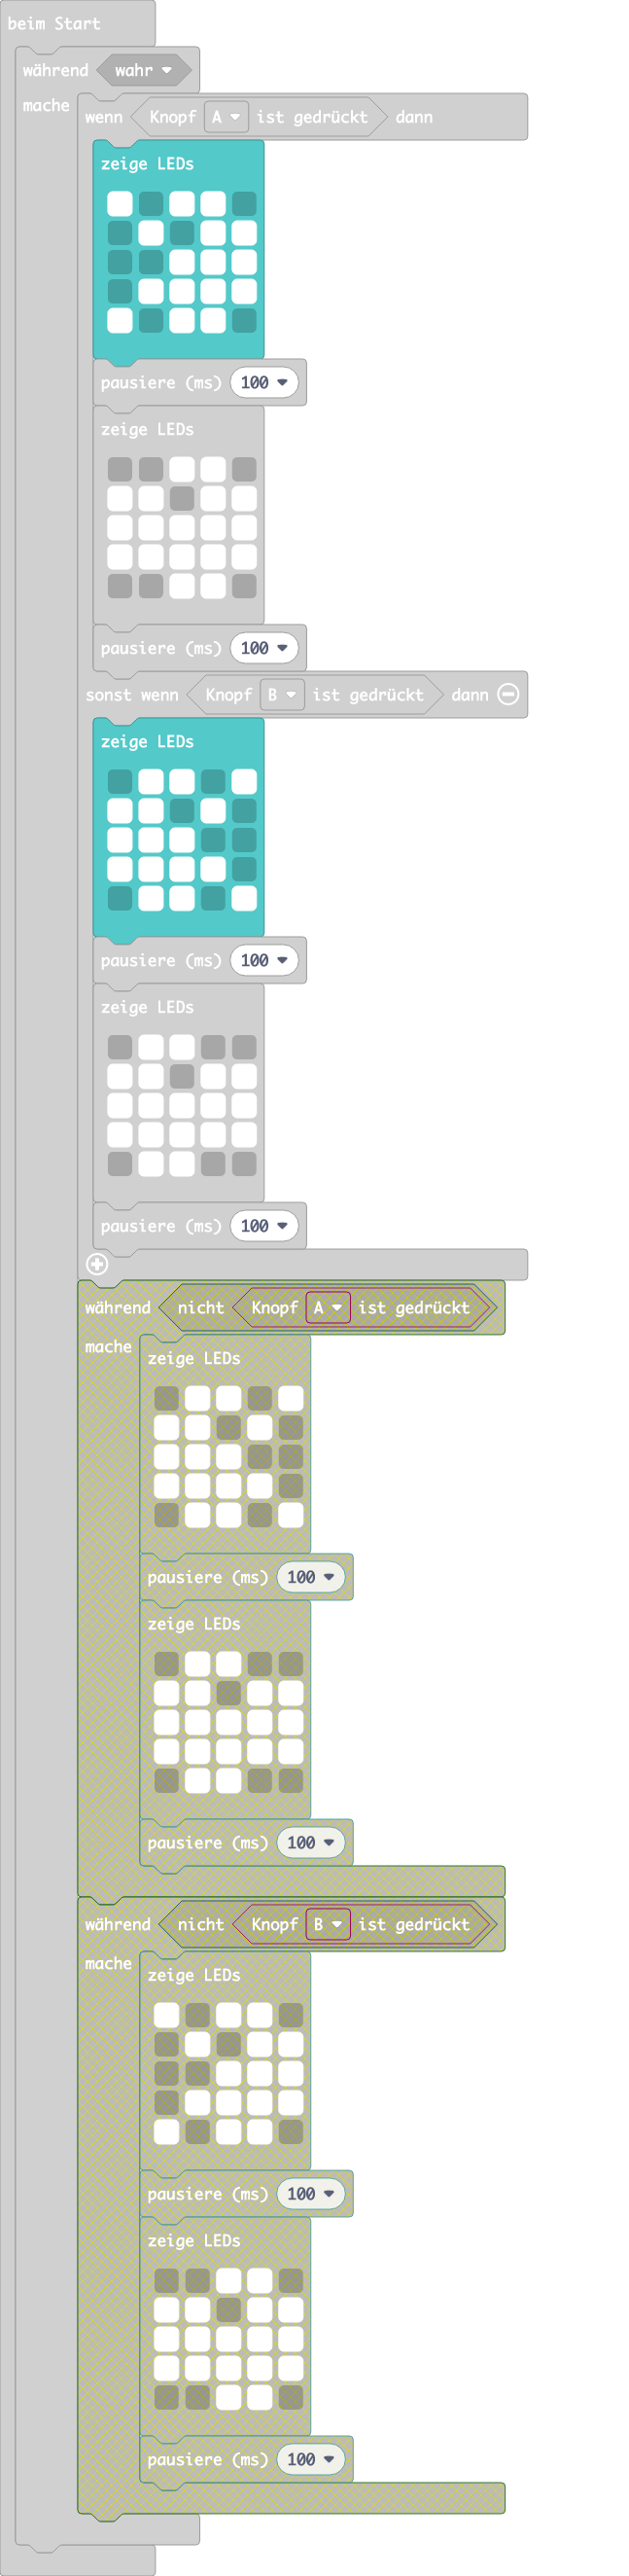 beim Start
während wahr
mache
wenn Knopf A ist gedrückt dann
zeige LEDs
pausiere (ms) 100
zeige LEDs
pausiere (ms) 100
sonst wenn Knopf B ist gedrückt dann
zeige LEDs
pausiere (ms) 100
zeige LEDs
pausiere (ms) 100
während nicht Knopf A ist gedrückt
mache
zeige LEDs
pausiere (ms) 100
zeige LEDs
pausiere (ms) 100
während nicht Knopf B ist gedrückt
mache
zeige LEDs
pausiere (ms) 100
zeige LEDs
pausiere (ms) 100